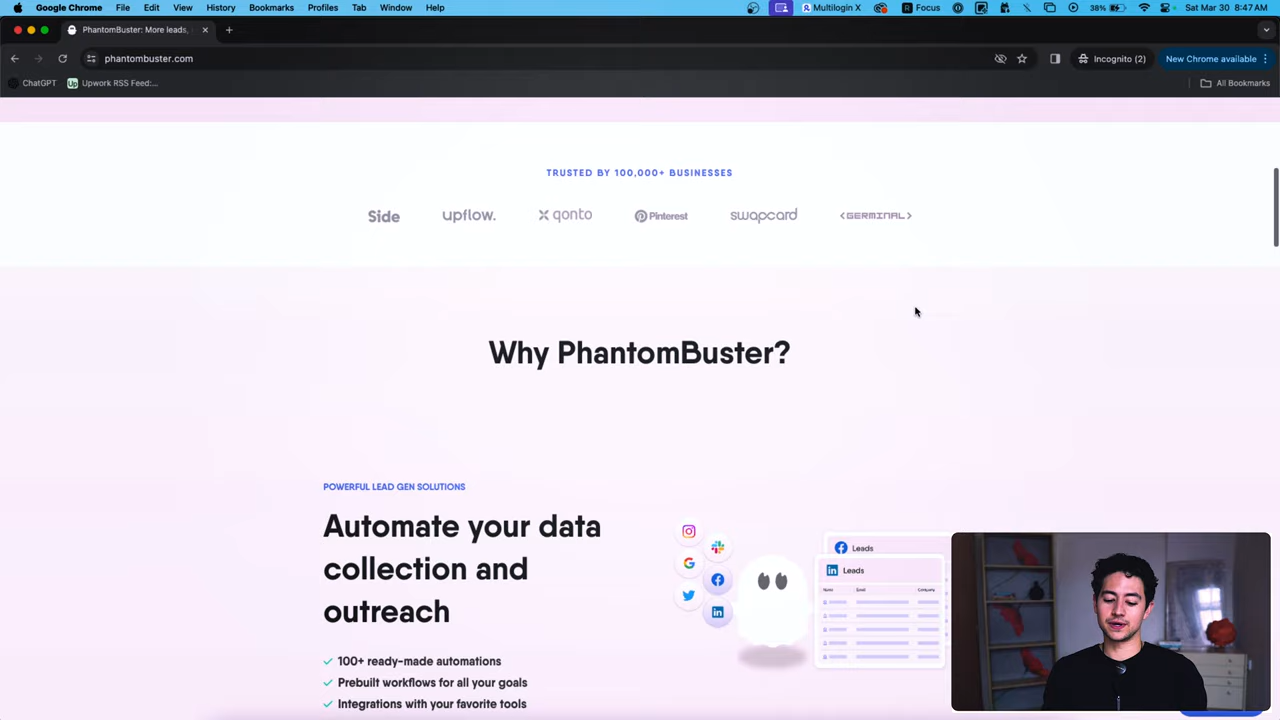 Google Chrome File Edit View History Bookmarks Profiles Tab Window Help Multilogin X Focus 38% Sat Mar 30 8:47 AM
PhantomBuster: More leads,
phantombuster.com Incognito (2) New Chrome available
ChatGPT Up Upwork RSS Feed:... All Bookmarks
TRUSTED BY 100,000+ BUSINESSES
Side upflow. qonto Pinterest swapcard <GERMINAL>
Why PhantomBuster?
POWERFUL LEAD GEN SOLUTIONS
Automate your data
collection and
outreach
✓ 100+ ready-made automations
✓ Prebuilt workflows for all your goals
✓ Integrations with your favorite tools
Leads
Leads
Name Email Company